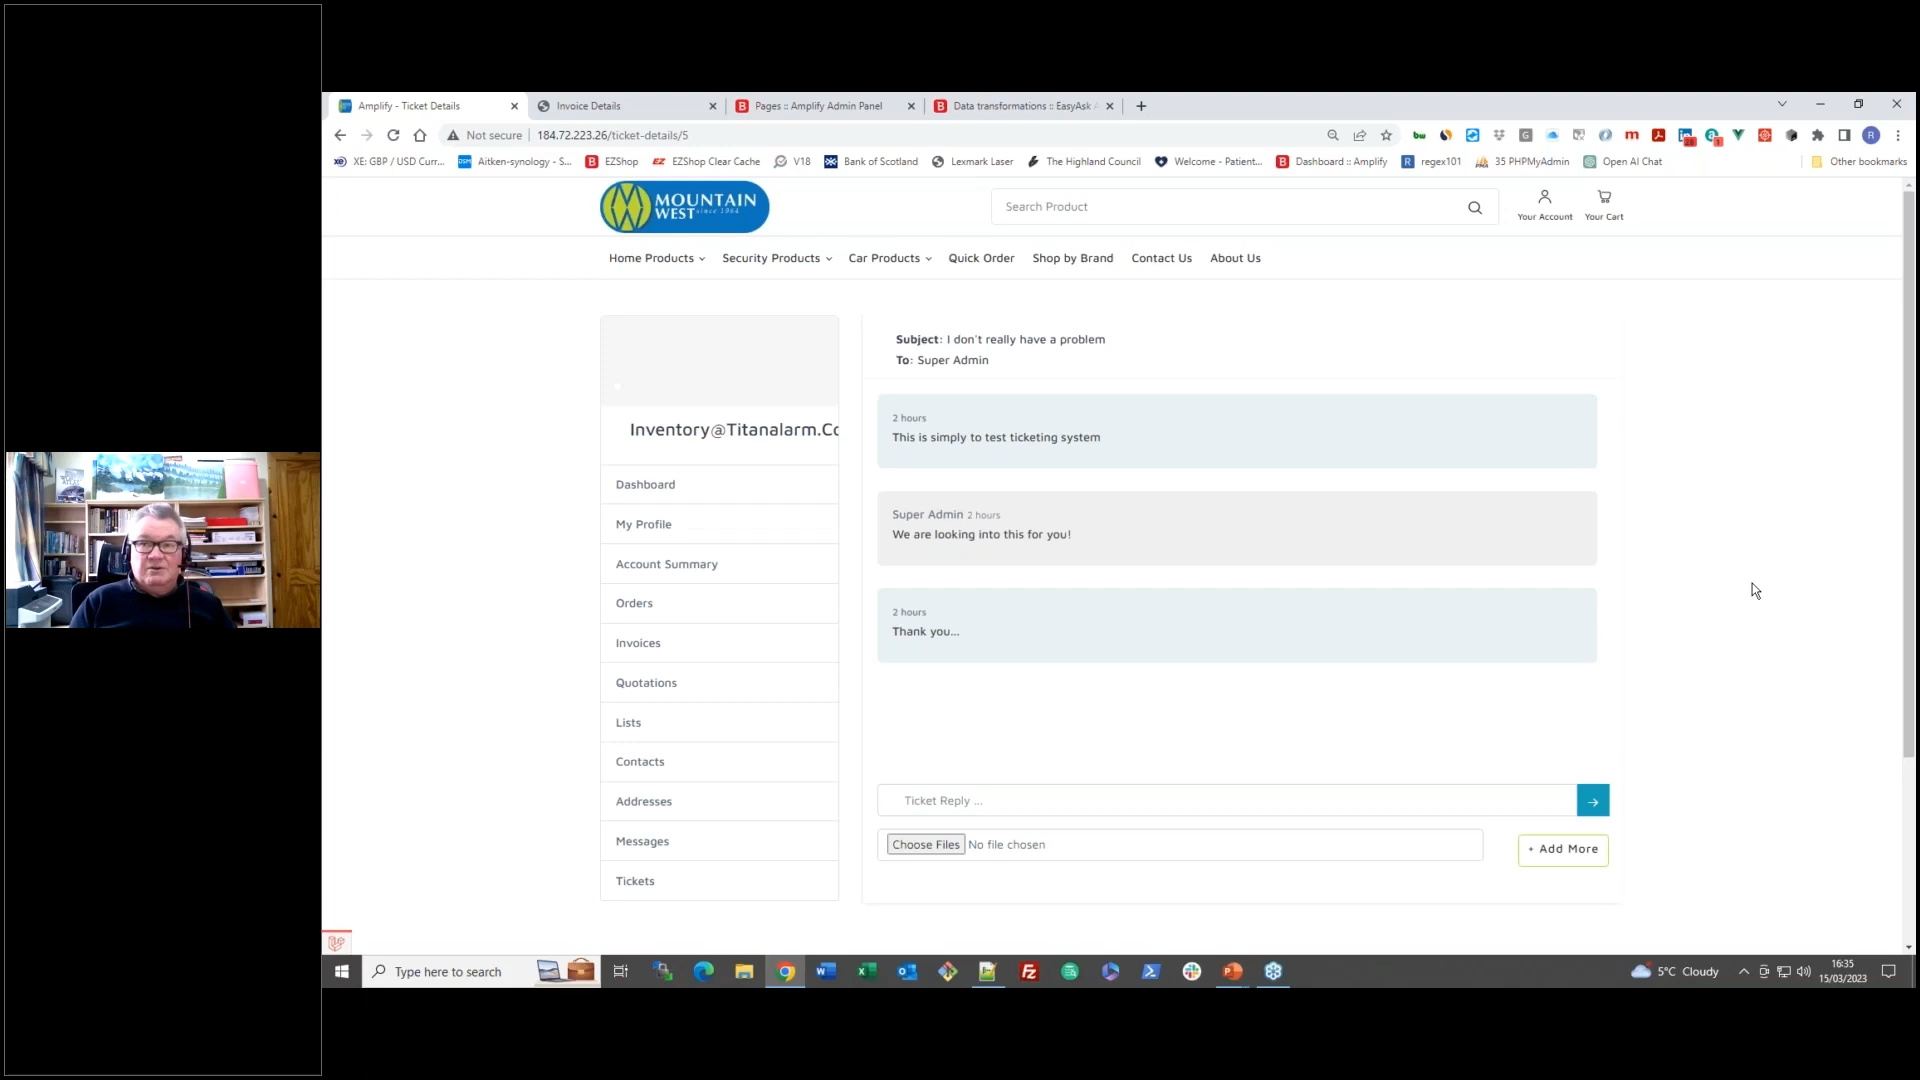 Amplify - Ticket Details
Invoice Details
Pages :: Amplify Admin Panel
Data transformations :: EasyAsk
Not secure
184.72.223.26/ticket-details/5
XE: GBP / USD Curr...
Aitken-synology - S...
EZShop
EZShop Clear Cache
V18
Bank of Scotland
Lexmark Laser
The Highland Council
Welcome - Patient...
Dashboard :: Amplify
regex101
35 PHPMyAdmin
Open AI Chat
Other bookmarks
MOUNTAIN
WEST since 1964
Search Product
Your Account
Your Cart
Home Products
Security Products
Car Products
Quick Order
Shop by Brand
Contact Us
About Us
Inventory@Titanalarm.Co
Dashboard
My Profile
Account Summary
Orders
Invoices
Quotations
Lists
Contacts
Addresses
Messages
Tickets
Subject: I don't really have a problem
To: Super Admin
2 hours
This is simply to test ticketing system
Super Admin 2 hours
We are looking into this for you!
2 hours
Thank you...
Ticket Reply ...
Choose Files No file chosen
+ Add More
Type here to search
5°C Cloudy
16:35
15/03/2023